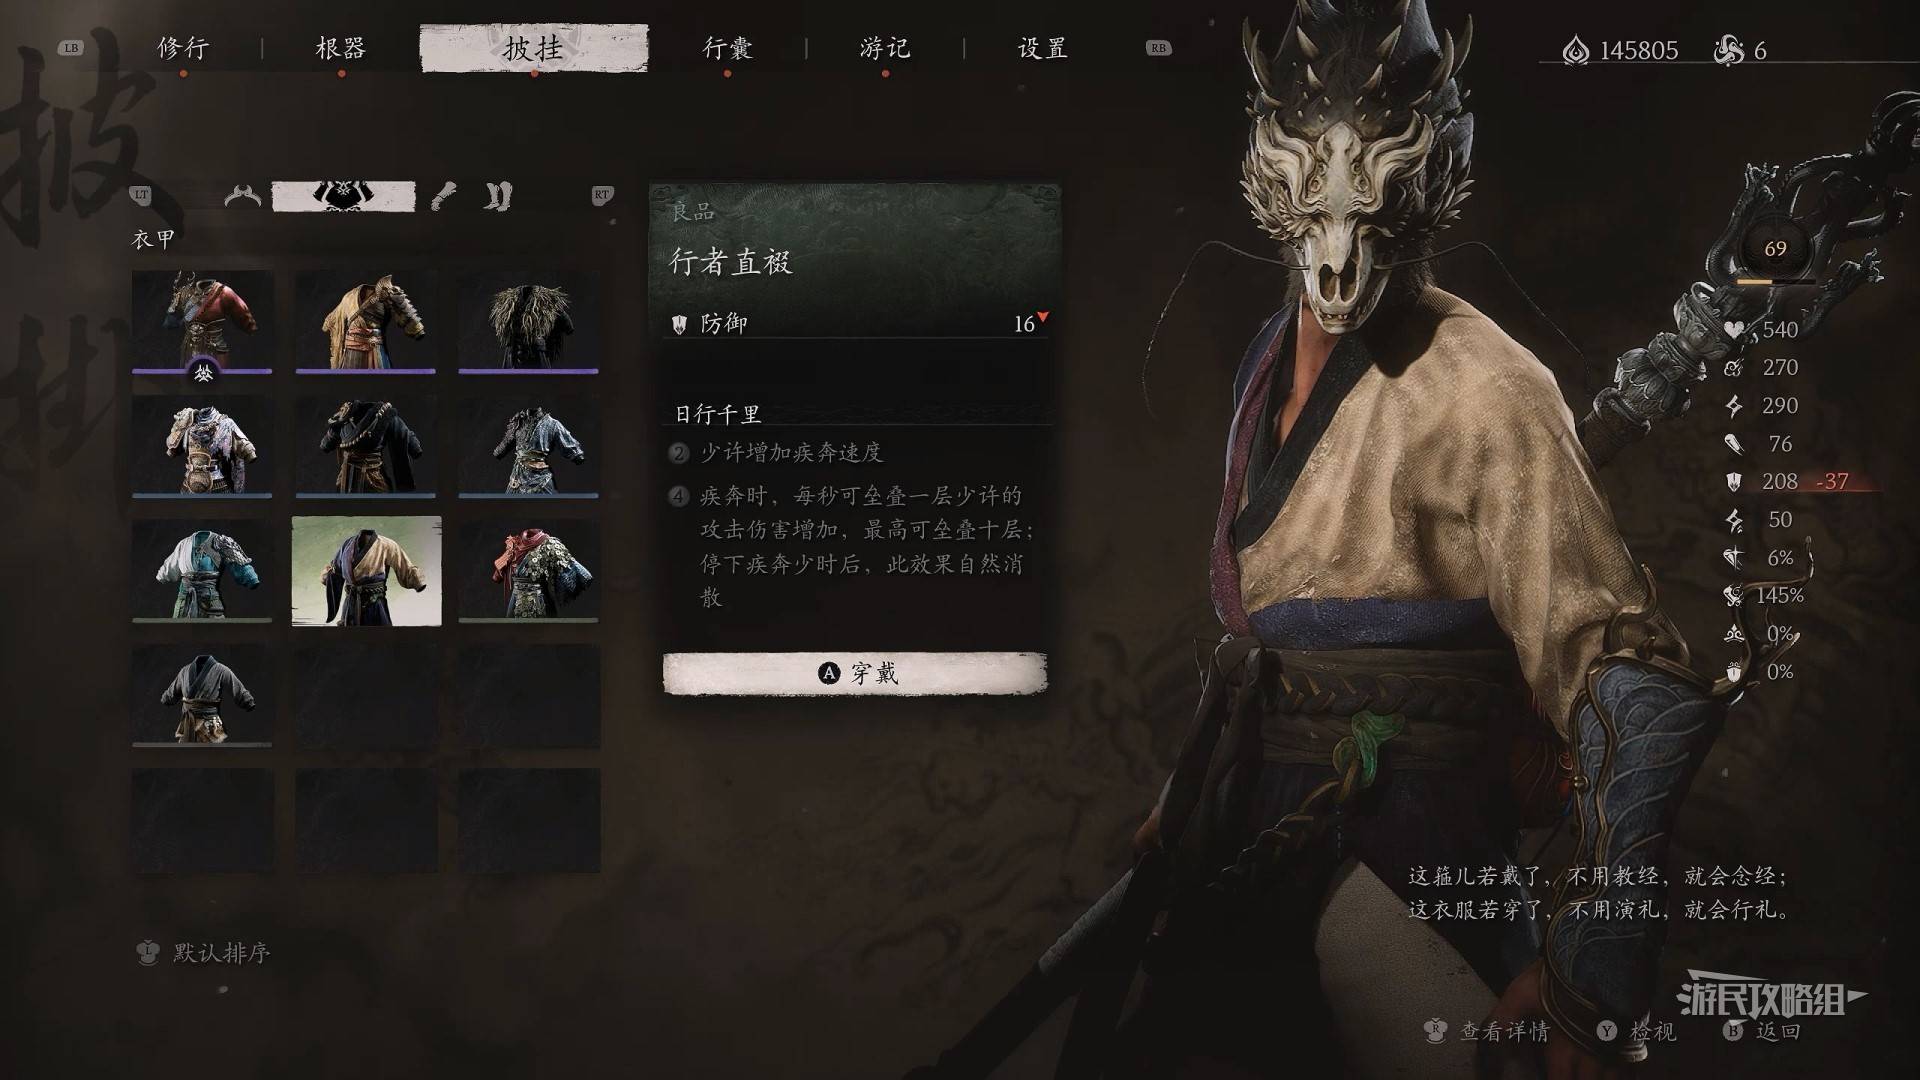 LB 修行 根器 披挂 行囊 游记 设置 RB 145805 6
披挂
LT RT
衣甲
良品
行者直裰
防御 16
日行千里
2 少许增加疾奔速度
4 疾奔时，每秒可垒叠一层少许的
攻击伤害增加，最高可垒叠十层；
停下疾奔少时后，此效果自然消
散
A 穿戴
69
540
270
290
76
208 -37
50
6%
145%
0%
0%
这箍儿若戴了，不用教经，就会念经；
这衣服若穿了，不用演礼，就会行礼。
L 默认排序
游民攻略组
R 查看详情 Y 检视 B 返回